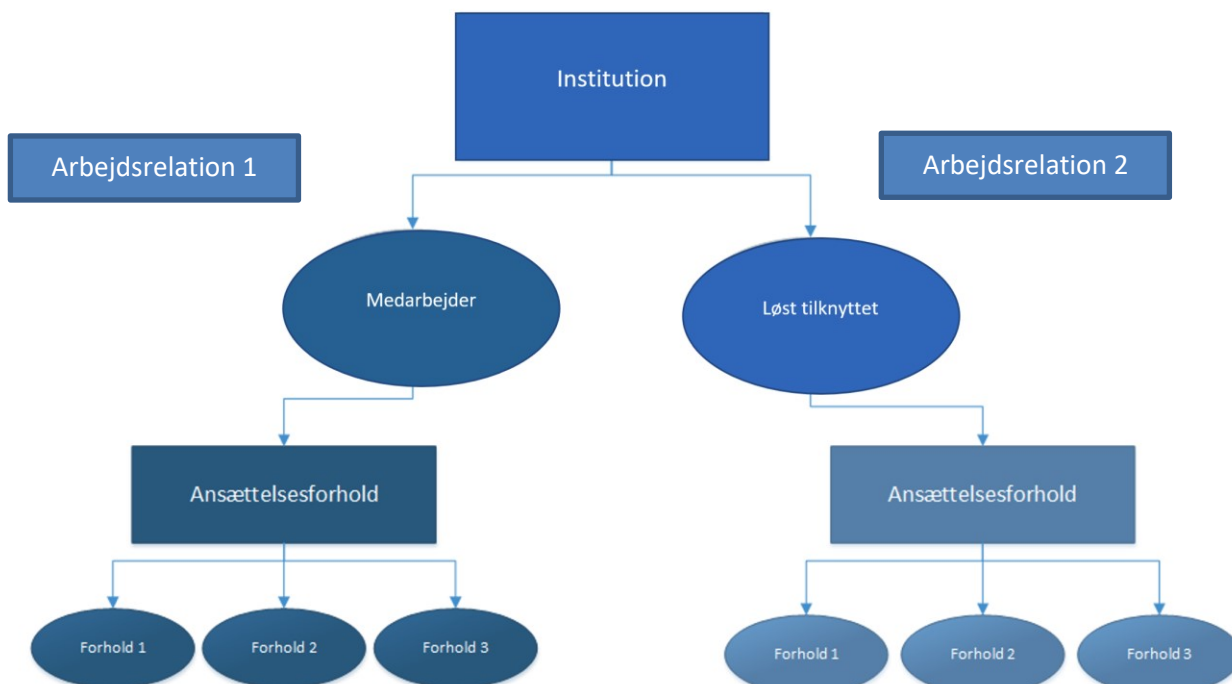 Institution
Arbejdsrelation 1
Arbejdsrelation 2
Medarbejder
Løst tilknyttet
Ansættelsesforhold
Ansættelsesforhold
Forhold 1
Forhold 2
Forhold 3
Forhold 1
Forhold 2
Forhold 3